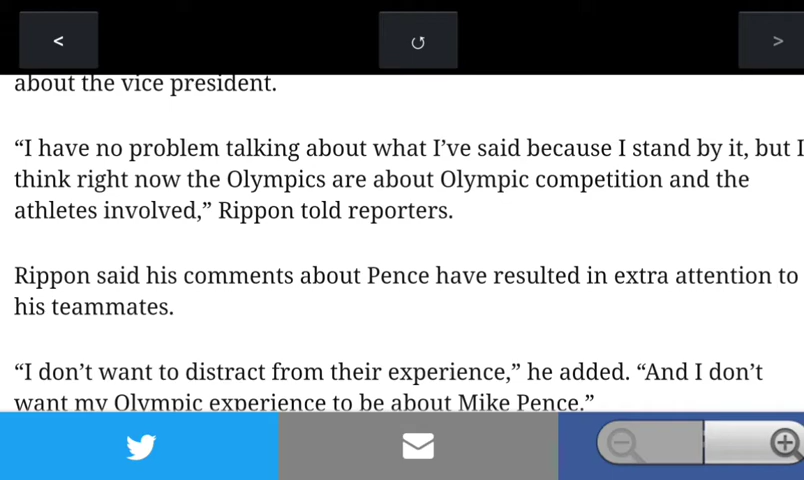 <
>
about the vice president.
“I have no problem talking about what I’ve said because I stand by it, but I
think right now the Olympics are about Olympic competition and the
athletes involved,” Rippon told reporters.
Rippon said his comments about Pence have resulted in extra attention to
his teammates.
“I don’t want to distract from their experience,” he added. “And I don’t
want my Olympic experience to be about Mike Pence.”